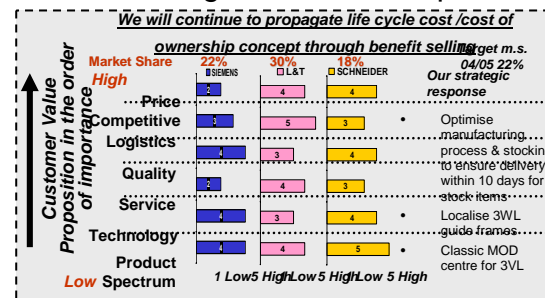 We will continue to propagate life cycle cost /cost of
ownership concept through benefit selling
Target m.s.
04/05 22%
Market Share 22% 30% 18%
High
SIEMENS L&T SCHNEIDER
Our strategic
response
Customer Value
Proposition in the order
of importance
2 4 4
Price
Competitive
3 5 3
Logistics
4 3 4
Quality
2 4 3
Service
4 3 4
Technology
4 4 5
Product
Low Spectrum
1 Low5 High 1 Low 5 High 1 Low 5 High
• Optimise
manufacturing
process & stockin
to ensure delivery
within 10 days for
stock items
• Localise 3WL
guide frames
• Classic MOD
centre for 3VL